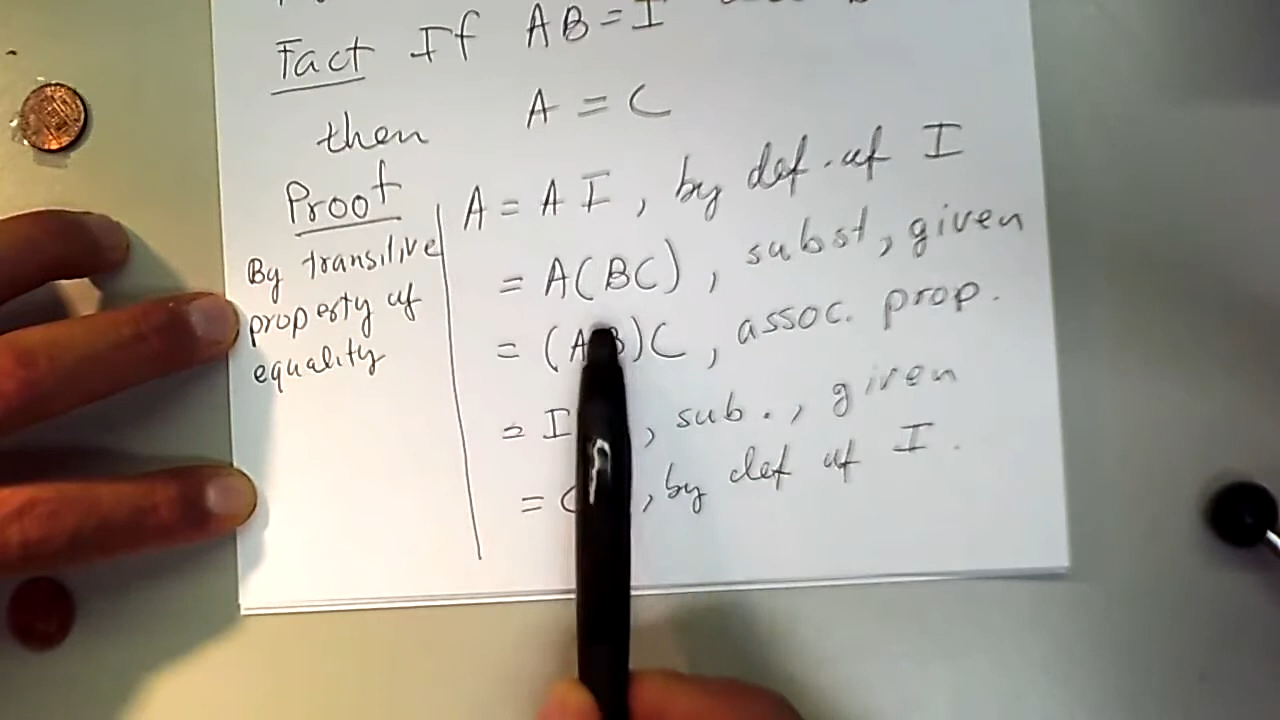 Fact If AB = I
then A = C
Proof
A = A I, by def. of I
= A(BC), subst, given
= (AB)C, assoc. prop.
= I , sub., given
= C , by def of I.
By transitive
property of
equality